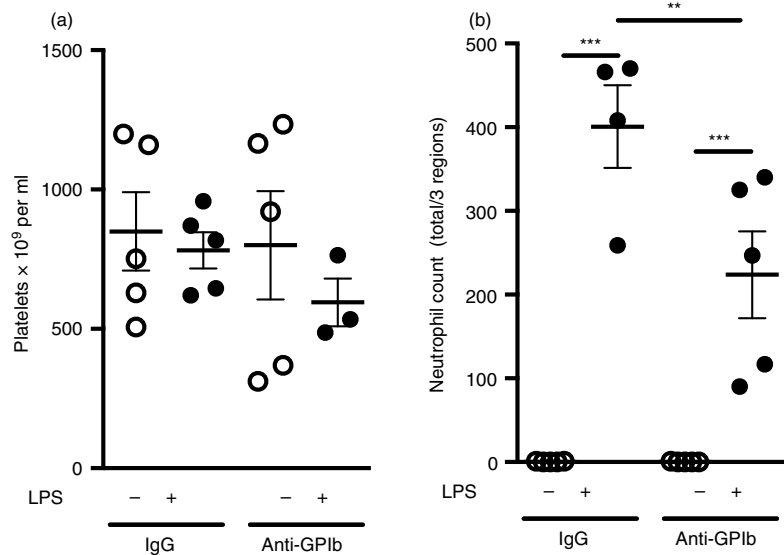 (a)
1500
1000
500
0
Platelets × 10⁹ per ml
LPS – + – +
IgG Anti-GPIb
(b)
**
***
***
500
400
300
200
100
0
Neutrophil count (total/3 regions)
LPS – + – +
IgG Anti-GPIb